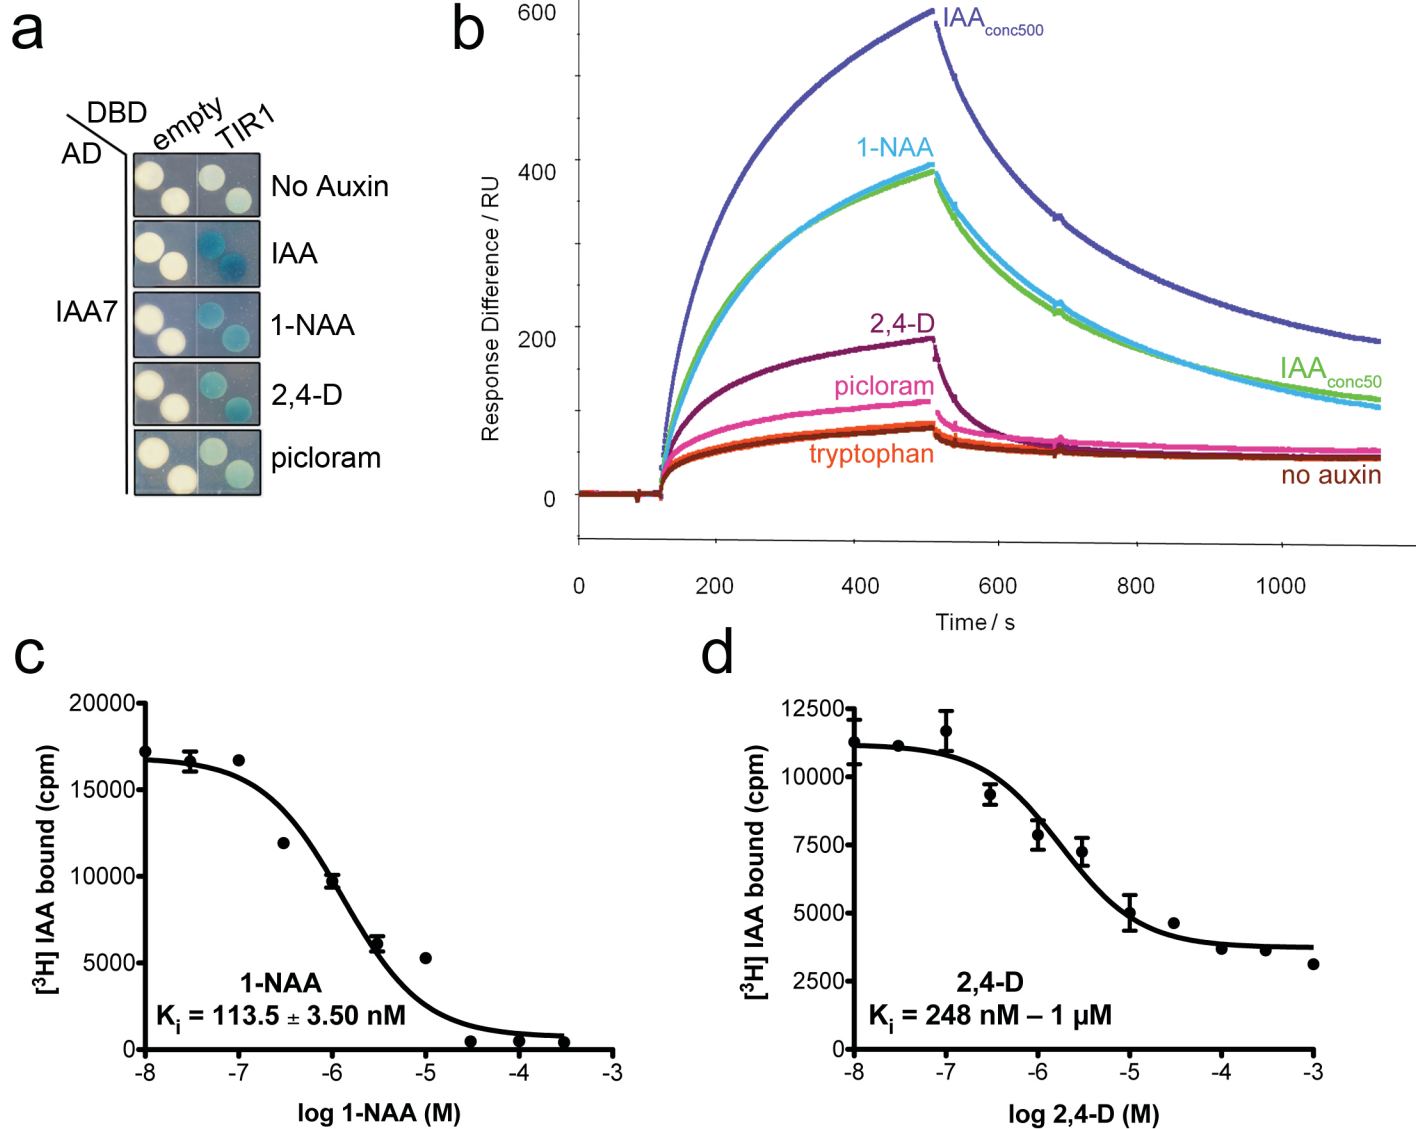 a
DBD
empty
TIR1
AD
No Auxin
IAA
IAA7
1-NAA
2,4-D
picloram
b
600
400
200
0
Response Difference / RU
IAAconc500
1-NAA
2,4-D
picloram
tryptophan
IAAconc50
no auxin
0 200 400 600 800 1000
Time / s
c
20000
15000
10000
5000
0
[³H] IAA bound (cpm)
1-NAA
Ki = 113.5 ± 3.50 nM
-8 -7 -6 -5 -4 -3
log 1-NAA (M)
d
12500
10000
7500
5000
2500
0
[³H] IAA bound (cpm)
2,4-D
Ki = 248 nM – 1 µM
-8 -7 -6 -5 -4 -3
log 2,4-D (M)